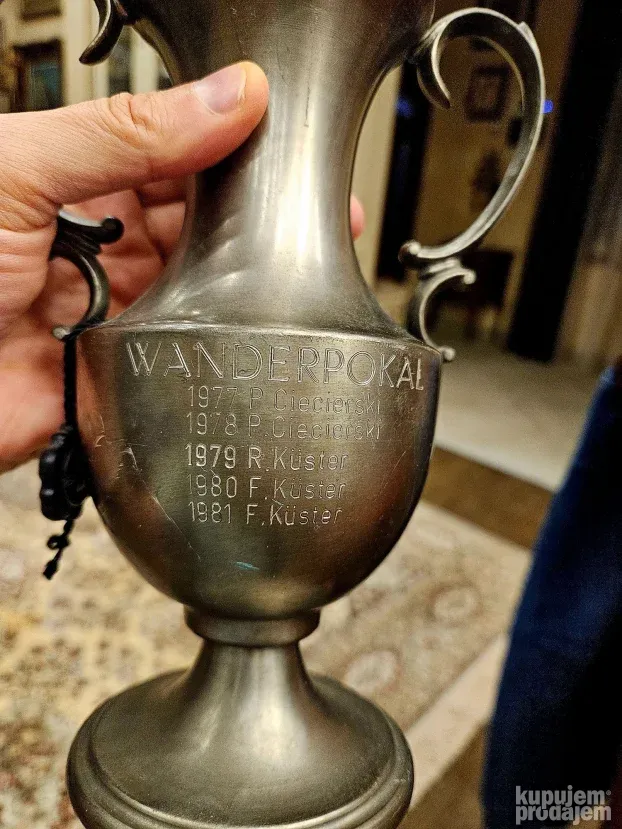 WANDERPOKAL
1977 P. Ciecierski
1978 P. Ciecierski
1979 R. Küster
1980 F. Küster
1981 F. Küster
kupujem
prodajem